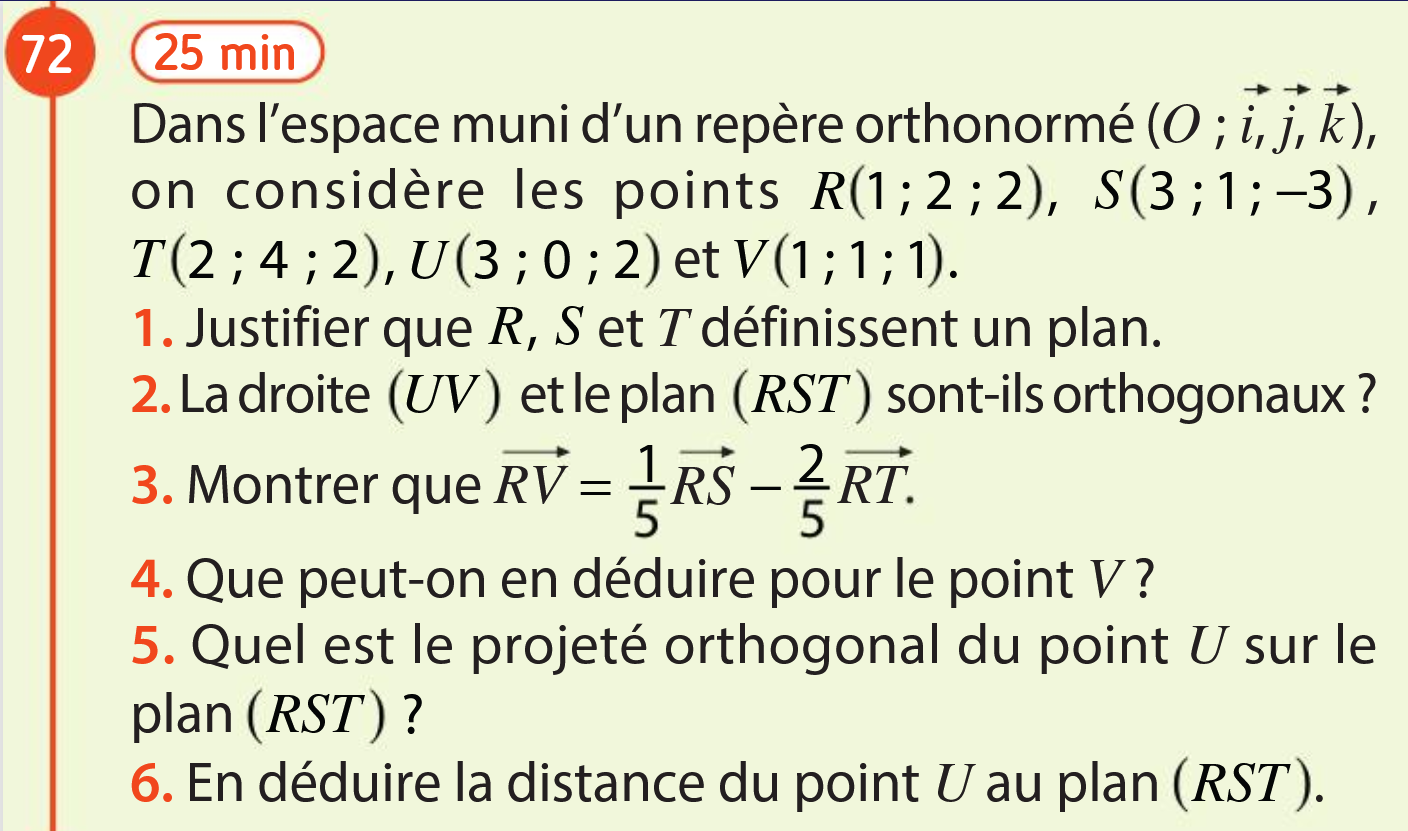 72 25 min
Dans l’espace muni d’un repère orthonormé (O ; i⃗, j⃗, k⃗),
on considère les points R(1 ; 2 ; 2), S(3 ; 1 ; –3) ,
T(2 ; 4 ; 2), U(3 ; 0 ; 2) et V(1 ; 1 ; 1).
1. Justifier que R, S et T définissent un plan.
2. La droite (UV) et le plan (RST) sont-ils orthogonaux ?
3. Montrer que \overrightarrow{RV} = \frac{1}{5}\overrightarrow{RS} – \frac{2}{5}\overrightarrow{RT}.
4. Que peut-on en déduire pour le point V ?
5. Quel est le projeté orthogonal du point U sur le
plan (RST) ?
6. En déduire la distance du point U au plan (RST).